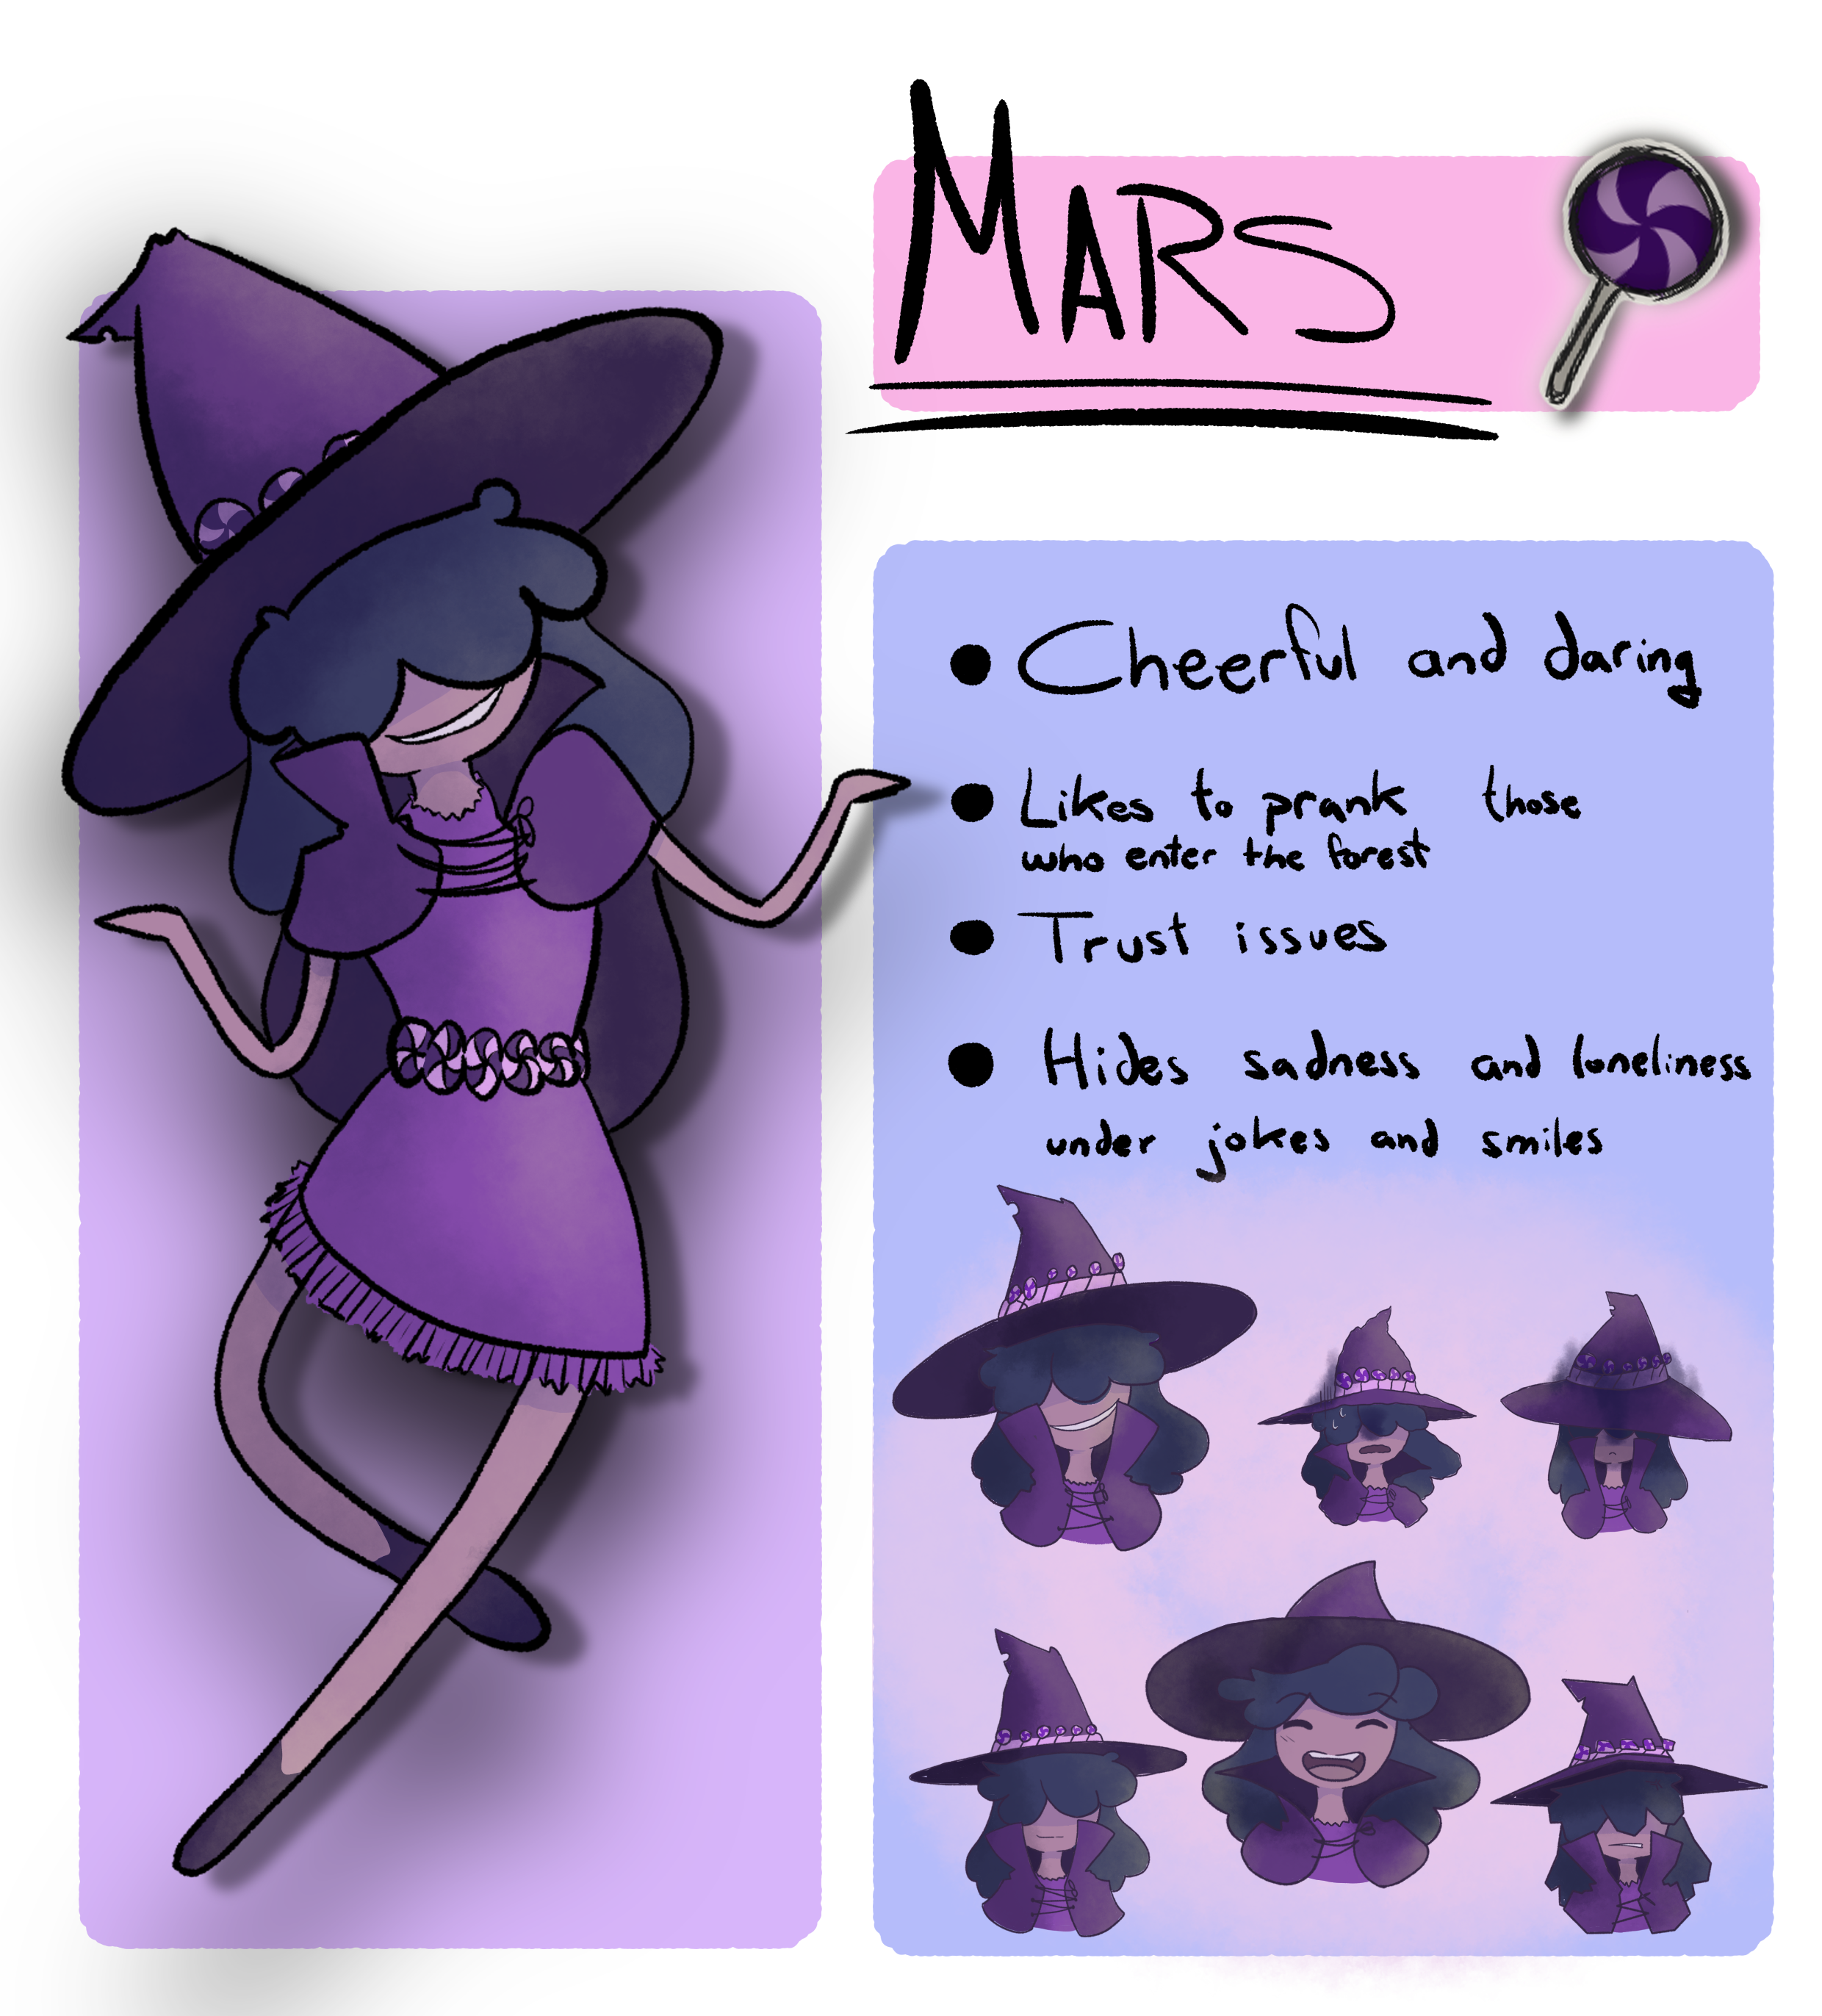 MARS
• Cheerful and daring
• Likes to prank those
who enter the forest
• Trust issues
• Hides sadness and loneliness
under jokes and smiles